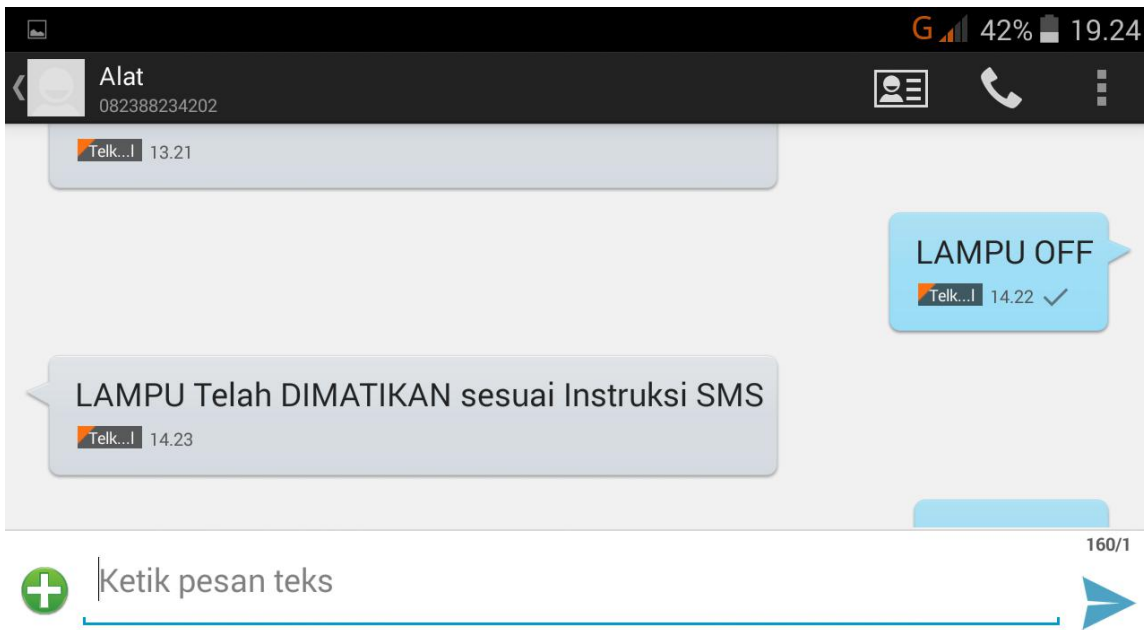 G 42% 19.24
Alat
082388234202
Telk...l 13.21
LAMPU OFF
Telk...l 14.22
LAMPU Telah DIMATIKAN sesuai Instruksi SMS
Telk...l 14.23
160/1
Ketik pesan teks